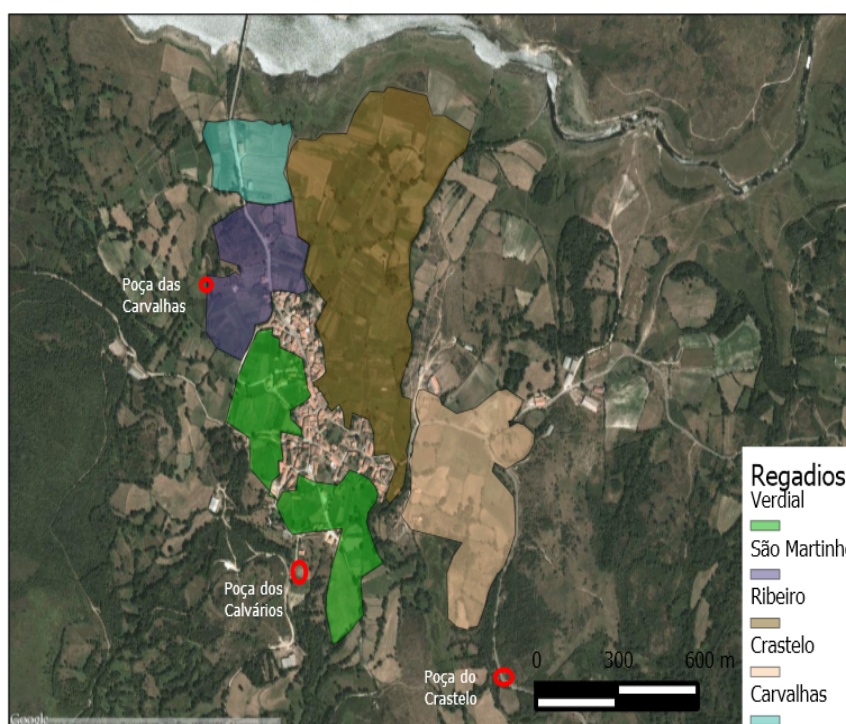 Poça das
Carvalhas
Poça dos
Calvários
Poça do
Crastelo
0 300 600 m
Regadios
Verdial
São Martinho
Ribeiro
Crastelo
Carvalhas
Google